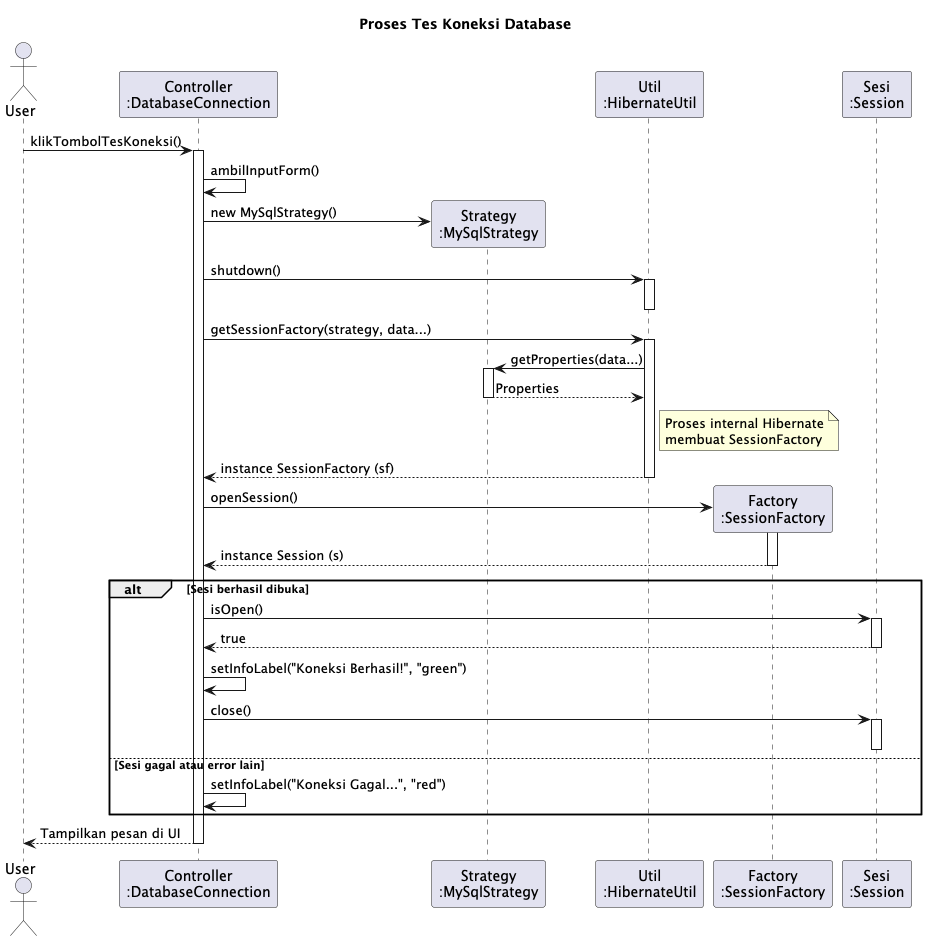 Proses Tes Koneksi Database
User
Controller
:DatabaseConnection
Util
:HibernateUtil
Sesi
:Session
klikTombolTesKoneksi()
ambilInputForm()
new MySqlStrategy()
Strategy
:MySqlStrategy
shutdown()
getSessionFactory(strategy, data...)
getProperties(data...)
Properties
Proses internal Hibernate
membuat SessionFactory
instance SessionFactory (sf)
openSession()
Factory
:SessionFactory
instance Session (s)
alt
[Sesi berhasil dibuka]
isOpen()
true
setInfoLabel("Koneksi Berhasil!", "green")
close()
[Sesi gagal atau error lain]
setInfoLabel("Koneksi Gagal...", "red")
Tampilkan pesan di UI
User
Controller
:DatabaseConnection
Strategy
:MySqlStrategy
Util
:HibernateUtil
Factory
:SessionFactory
Sesi
:Session